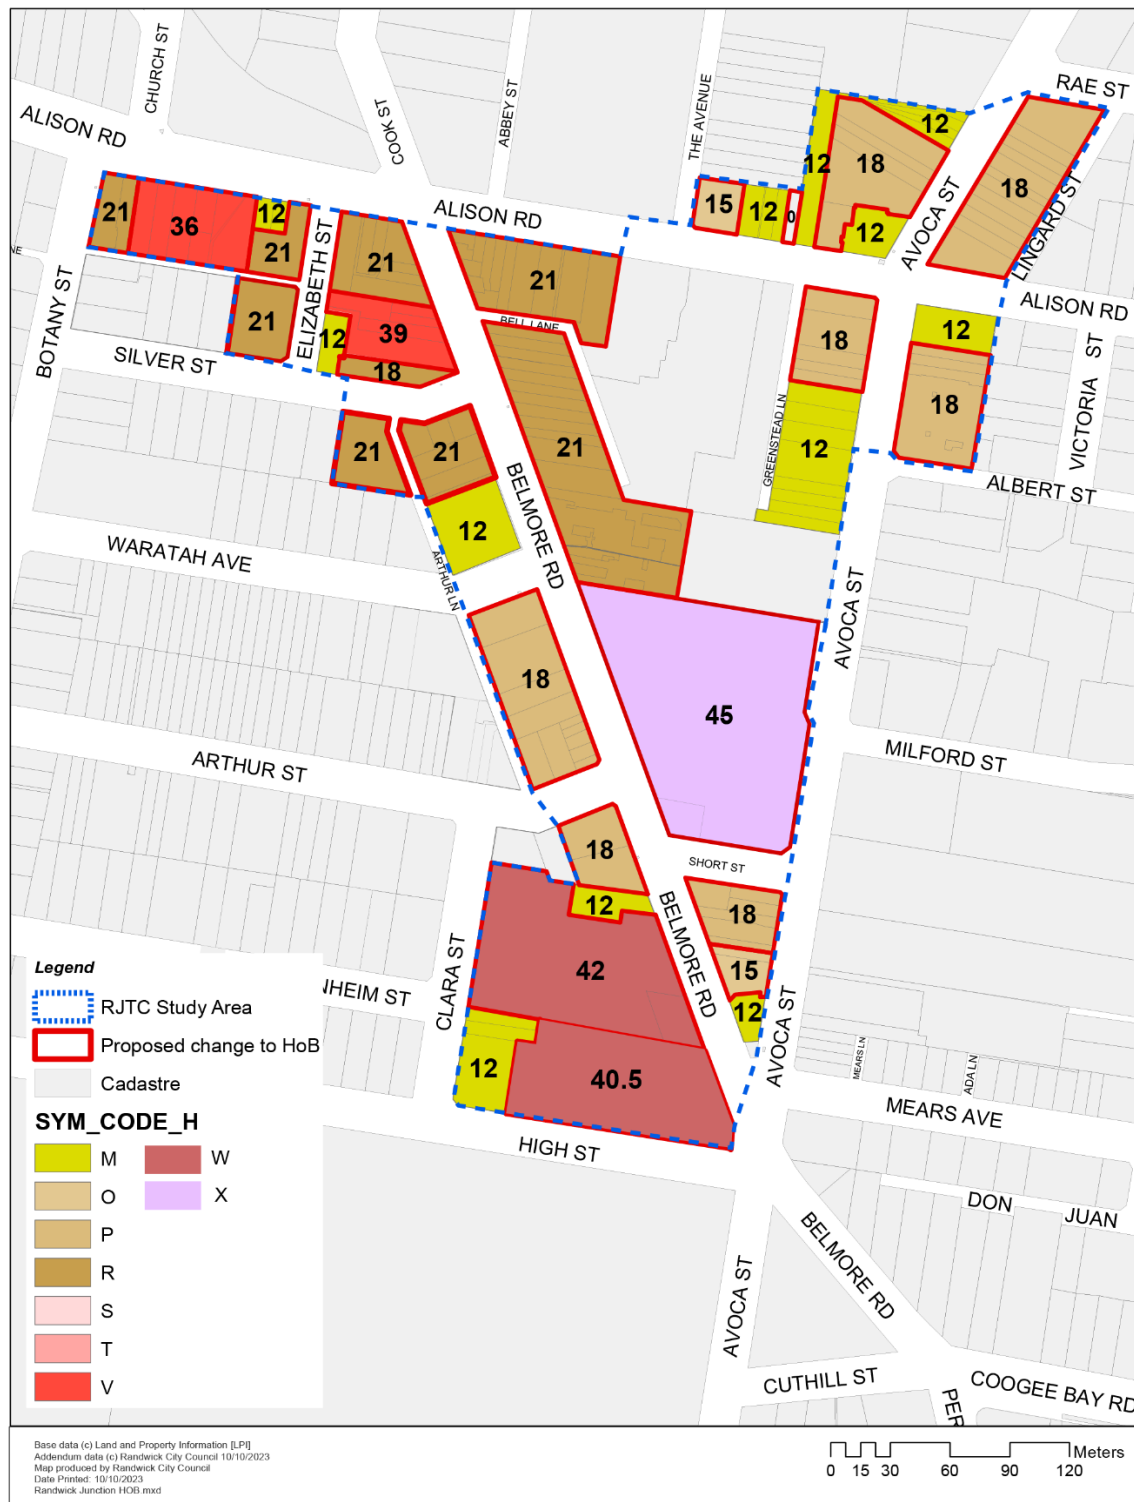 RAE ST
CHURCH ST
COOK ST
ABBEY ST
THE AVENUE
ALISON RD
12
12
18
18
AVOCA ST
LINGARD ST
21
36
12
21
ELIZABETH ST
15
12
0
12
ALISON RD
21
21
BELL LANE
ALISON RD
BOTANY ST
21
12
39
18
18
12
VICTORIA ST
SILVER ST
GREENSTEAD LN
18
21
21
21
12
ALBERT ST
BELMORE RD
12
WARATAH AVE
ARTHUR LN
AVOCA ST
18
45
MILFORD ST
ARTHUR ST
18
SHORT ST
12
BELMORE RD
18
42
15
12
CLARA ST
AVOCA ST
NHEIM ST
12
40.5
MEARS LN
ADA LN
MEARS AVE
HIGH ST
DON JUAN
BELMORE RD
AVOCA ST
CUTHILL ST
COOGEE BAY RD
PER
Legend
RJTC Study Area
Proposed change to HoB
Cadastre
SYM_CODE_H
M
W
O
X
P
R
S
T
V
Base data (c) Land and Property Information [LPI]
Addendum data (c) Randwick City Council 10/10/2023
Map produced by Randwick City Council
Date Printed: 10/10/2023
Randwick Junction HOB.mxd
Meters
0 15 30 60 90 120